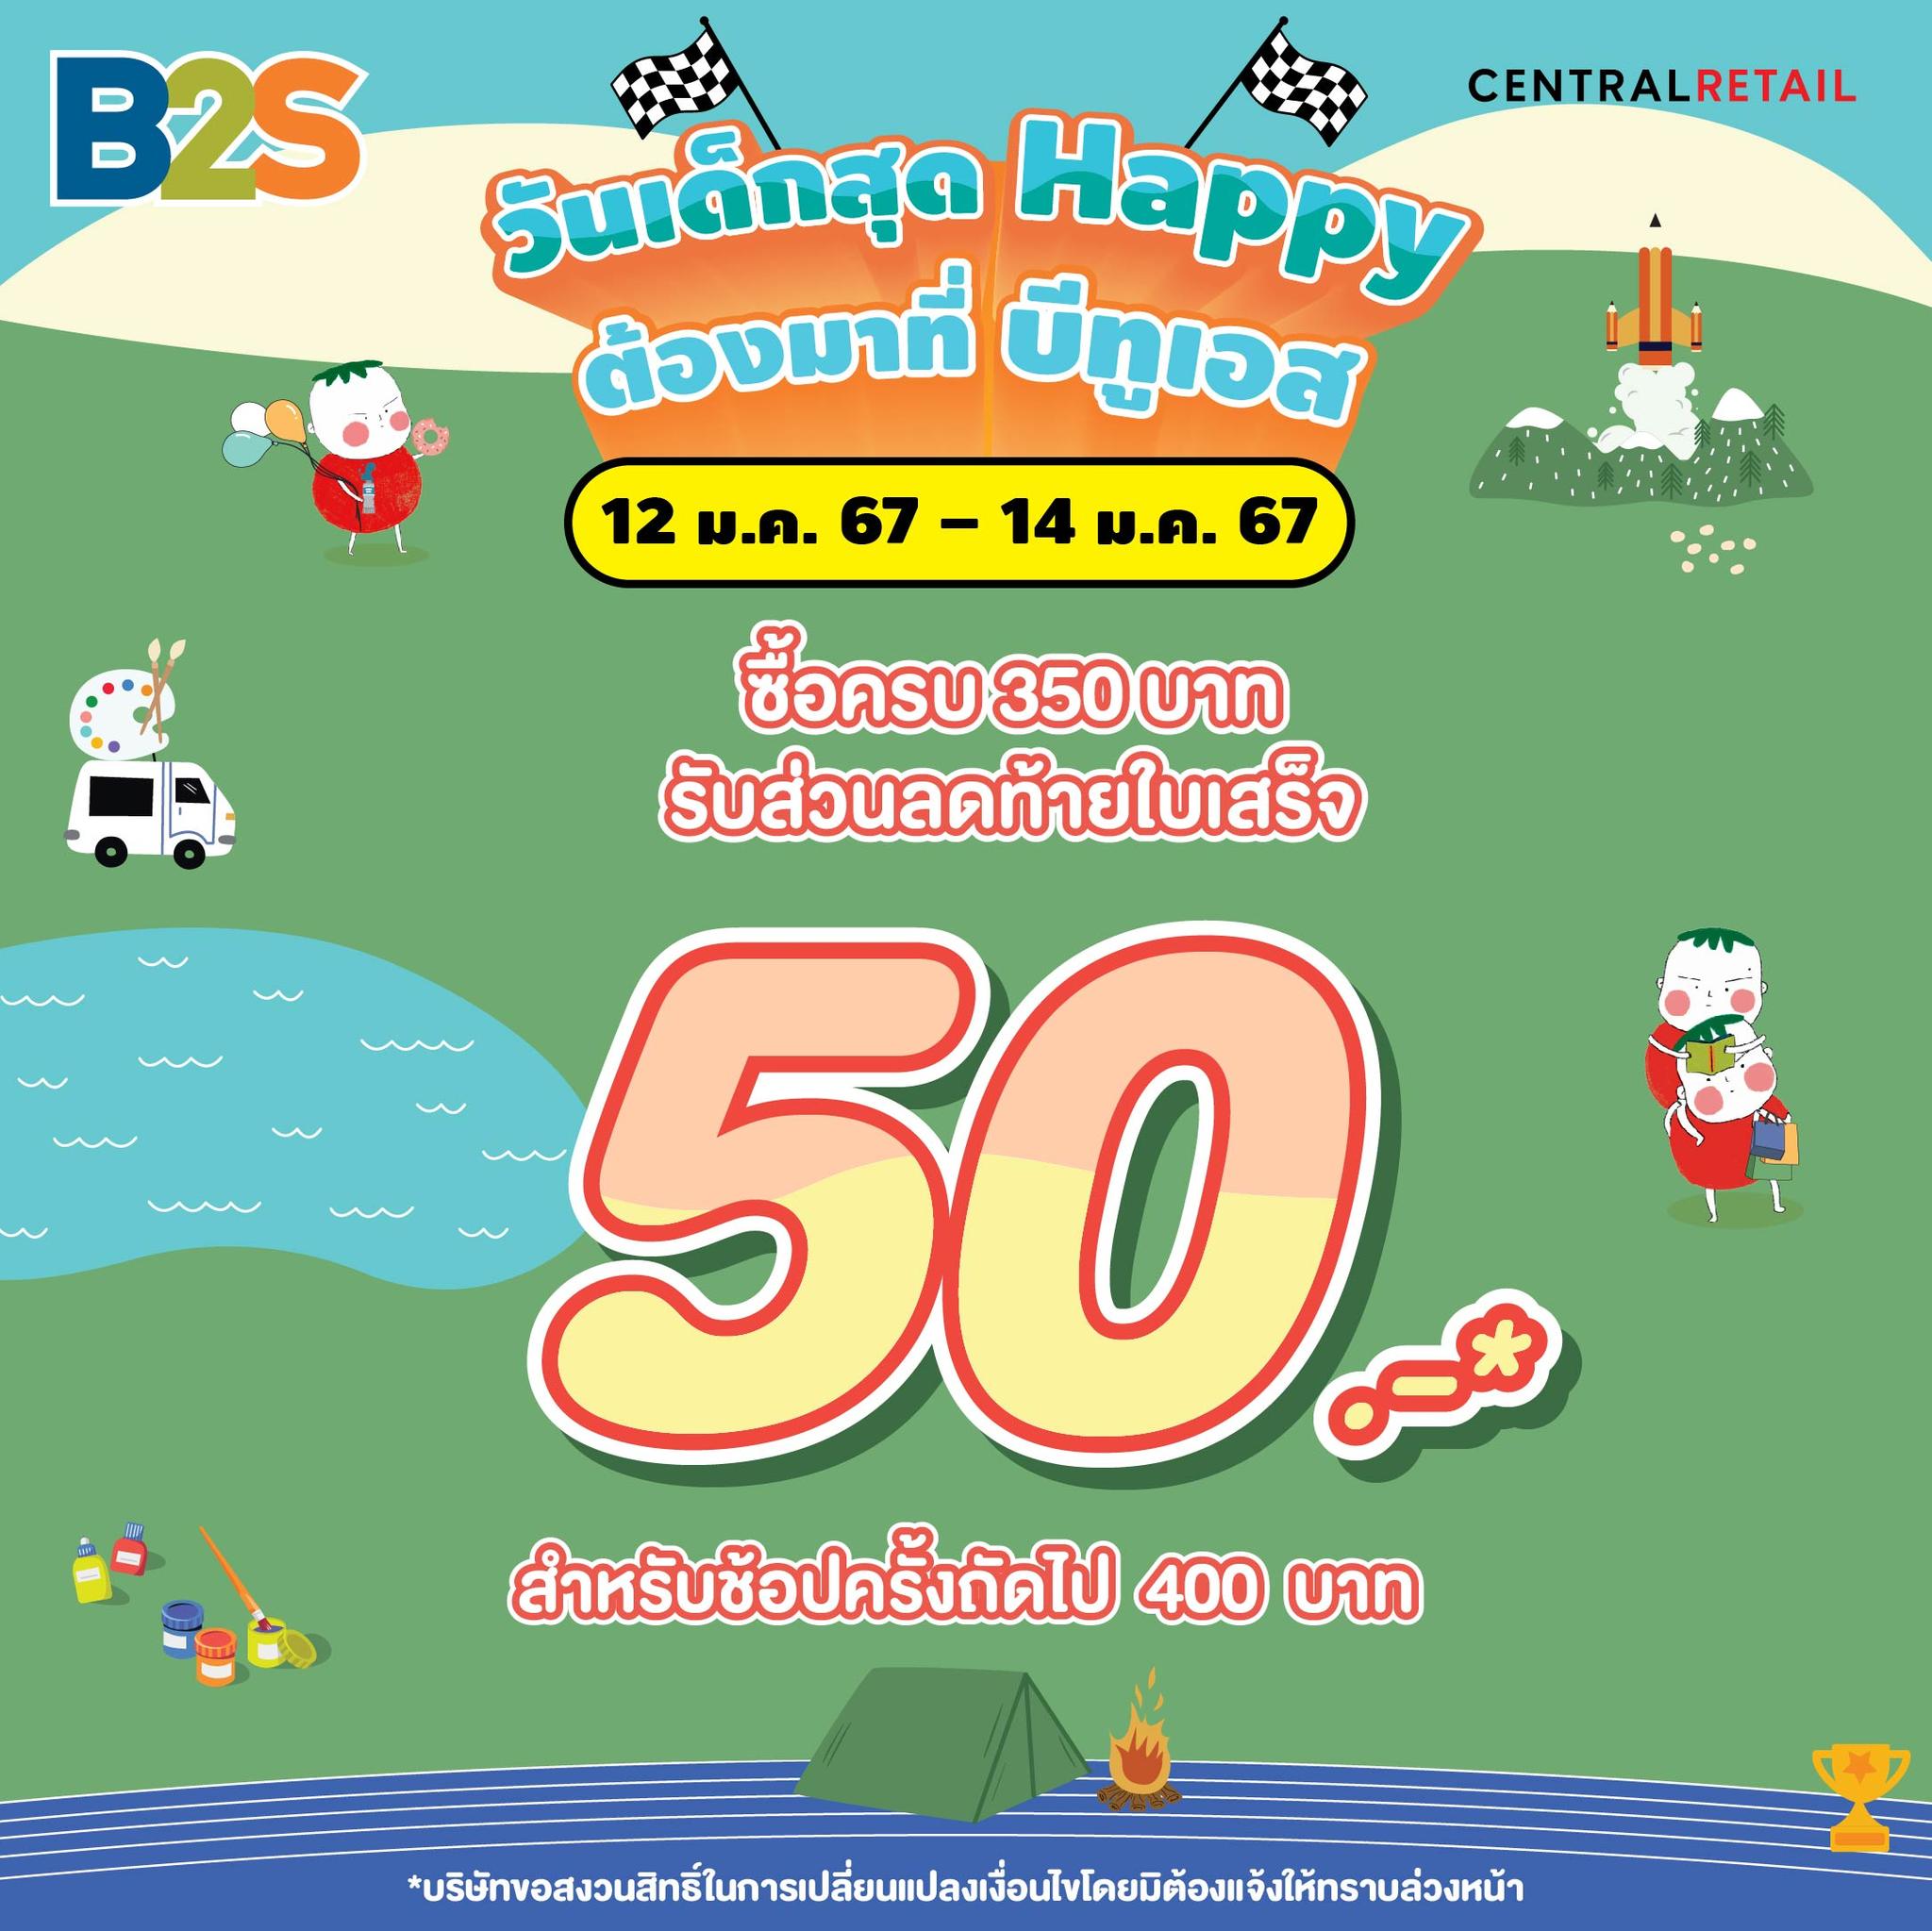 B2S
CENTRALRETAIL
วันเด็กสุด Happy
ต้องมาที่ บีทูเอส
12 ม.ค. 67 – 14 ม.ค. 67
ซื้อครบ 350 บาท
รับส่วนลดท้ายใบเสร็จ
50.-*
สำหรับช้อปครั้งถัดไป 400 บาท
*บริษัทขอสงวนสิทธิ์ในการเปลี่ยนแปลงเงื่อนไขโดยมิต้องแจ้งให้ทราบล่วงหน้า